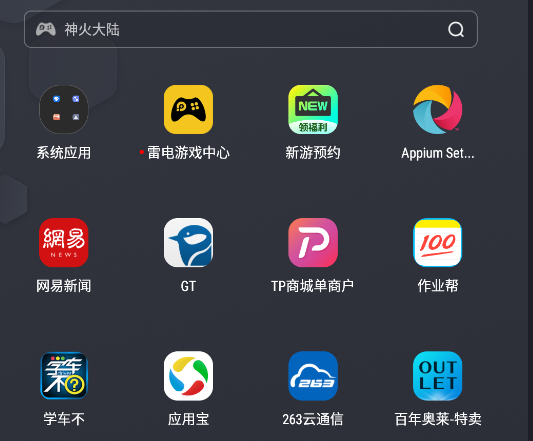 神火大陆
NEW
领福利
系统应用
雷电游戏中心
新游预约
Appium Set...
網易
NEWS
100
网易新闻
GT
TP商城单商户
作业帮
学车不
?
263
OUT
LET
学车不
应用宝
263云通信
百年奥莱-特卖